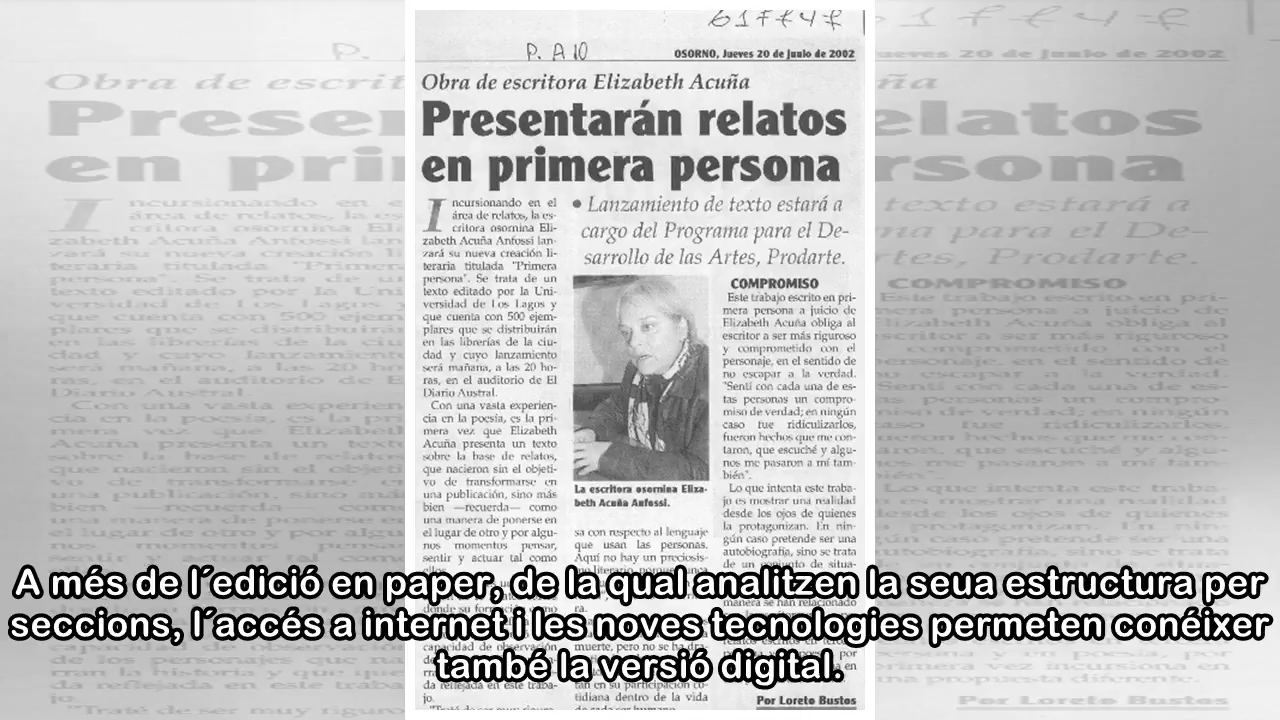 61774-8
P. A 10
OSORNO, Jueves 20 de junio de 2002
Obra de escritora Elizabeth Acuña
Presentarán relatos
en primera persona
Incursionando en el
área de relatos, la es-
critora osornina Eli-
zabeth Acuña Anfossi lan-
zará su nueva creación li-
teraria titulada "Primera
persona". Se trata de un
texto editado por la Uni-
versidad de Los Lagos y
que cuenta con 500 ejem-
plares que se distribuirán
en las librerías de la ciu-
dad y cuyo lanzamiento
será mañana, a las 20 ho-
ras, en el auditorio de El
Diario Austral.
Con una vasta experien-
cia en la poesía, es la pri-
mera vez que Elizabeth
Acuña presenta un texto
sobre la base de relatos,
que nacieron sin el objeti-
vo de transformarse en
una publicación, sino más
bien —recuerda— como
una manera de ponerse en
el lugar de otro y por algu-
nos momentos pensar,
sentir y actuar tal como
• Lanzamiento de texto estará a
cargo del Programa para el De-
sarrollo de las Artes, Prodarte.
La escritora osornina Eliza-
beth Acuña Anfossi.
sa con respecto al lenguaje
que usan las personas.
Aquí no hay un preciosis-
COMPROMISO
Este trabajo escrito en pri-
mera persona a juicio de
Elizabeth Acuña obliga al
escritor a ser más riguroso
y comprometido con el
personaje, en el sentido de
no escapar a la verdad.
"Sentí con cada una de es-
tas personas un compro-
miso de verdad; en ningún
caso fue ridiculizarlos,
fueron hechos que me con-
taron, que escuché y algu-
nos me pasaron a mí tam-
bién".
Lo que intenta este traba-
jo es mostrar una realidad
desde los ojos de quienes
la protagonizan. En nin-
gún caso pretende ser una
autobiografía, sino se trata
de un conjunto de situa-
Por Loreto Bustos
A més de l´edició en paper, de la qual analitzen la seua estructura per
seccions, l´accés a internet i les noves tecnologies permeten conéixer
també la versió digital.